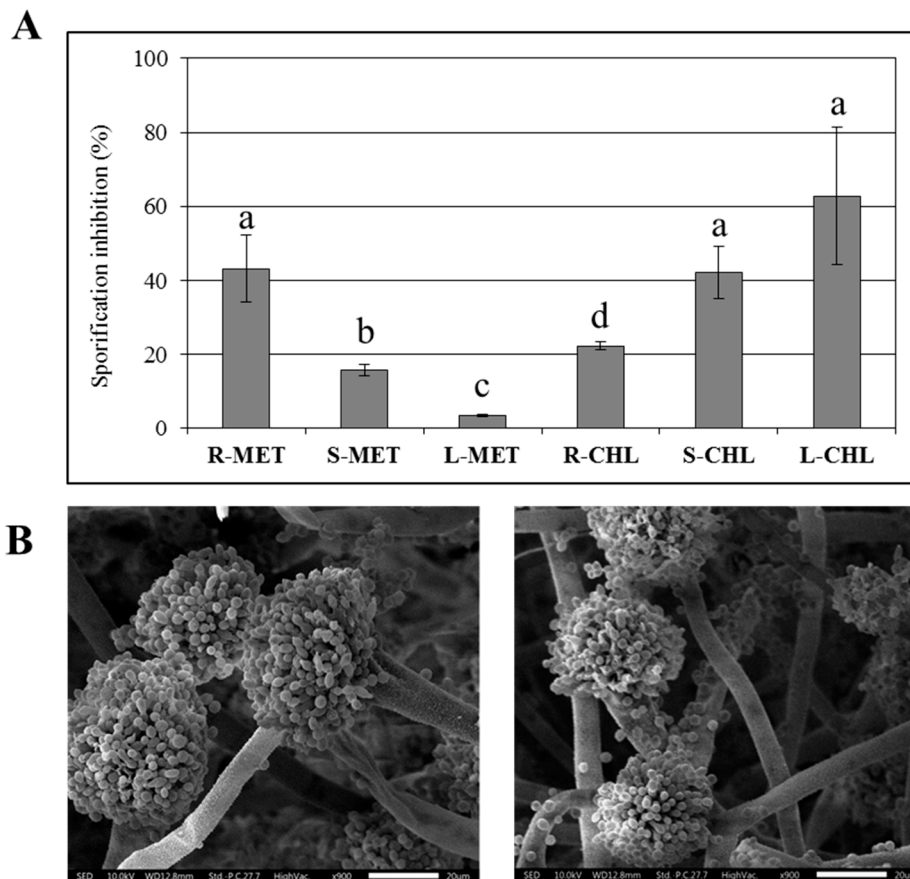 A
Sporification inhibition (%)
100
80
60
40
20
0
a
b
c
d
a
a
R-MET
S-MET
L-MET
R-CHL
S-CHL
L-CHL
B
SED 10.0kV WD12.8mm Std.-P.C.27.7 HighVac. x900 20µm
SED 10.0kV WD12.8mm Std.-P.C.27.7 HighVac. x900 20µm